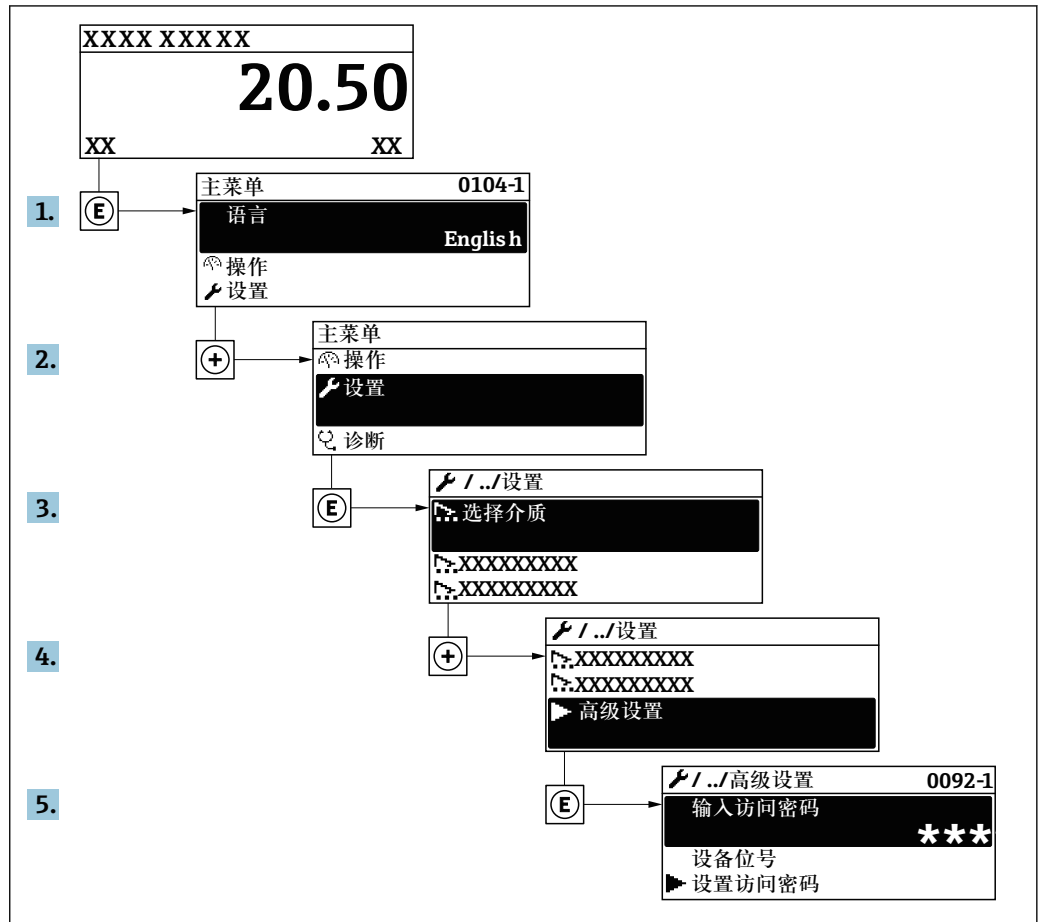 XXXX XXXXX
20.50
XX XX
1. E 主菜单 0104-1
语言
English
操作
设置
2. + 主菜单
操作
设置
诊断
3. E / ../设置
选择介质
XXXXXXXXX
XXXXXXXXX
4. + / ../设置
XXXXXXXXX
XXXXXXXXX
高级设置
5. E / ../高级设置 0092-1
输入访问密码
***
设备位号
设置访问密码